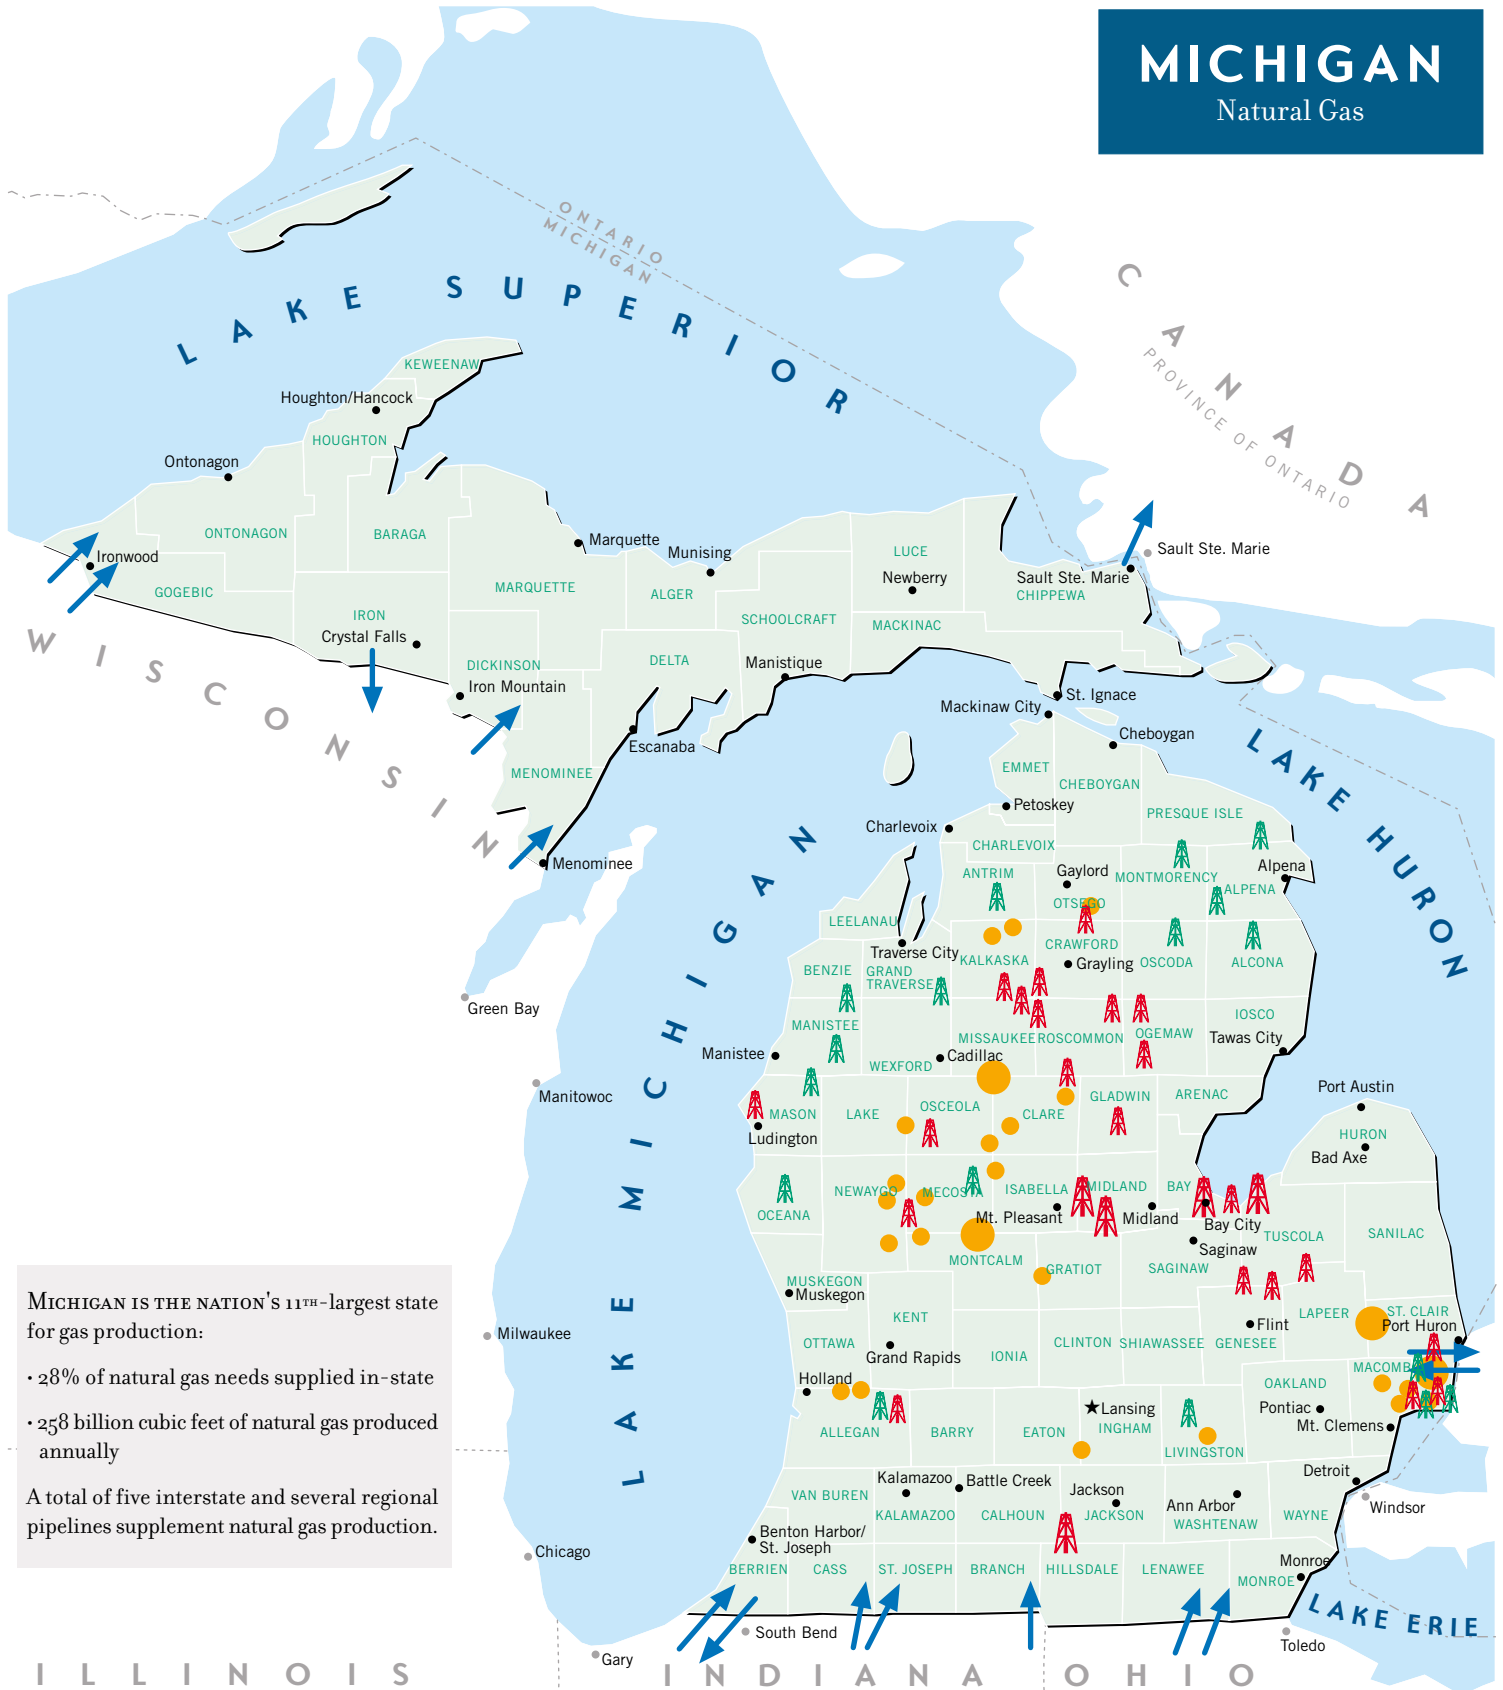 MICHIGAN
Natural Gas
ONTARIO
MICHIGAN
LAKE SUPERIOR
CANADA
PROVINCE OF ONTARIO
KEWEENAW
Houghton/Hancock
HOUGHTON
Ontonagon
ONTONAGON
BARAGA
Marquette
Munising
LUCE
Newberry
Sault Ste. Marie
Sault Ste. Marie
CHIPPEWA
Ironwood
GOGEBIC
MARQUETTE
ALGER
IRON
Crystal Falls
SCHOOLCRAFT
MACKINAC
WISCONSIN
DICKINSON
Iron Mountain
DELTA
Manistique
St. Ignace
Mackinaw City
Escanaba
Cheboygan
MENOMINEE
Menominee
EMMET
CHEBOYGAN
LAKE HURON
Petoskey
PRESQUE ISLE
Charlevoix
CHARLEVOIX
LAKE MICHIGAN
ANTRIM
Gaylord
MONTMORENCY
Alpena
ALPENA
OTSEGO
LEELANAU
Traverse City
CRAWFORD
KALKASKA
Grayling
OSCODA
ALCONA
BENZIE
GRAND
TRAVERSE
Green Bay
MANISTEE
IOSCO
MISSAUKEE
ROSCOMMON
OGEMAW
Tawas City
Manistee
WEXFORD
Cadillac
Manitowoc
Port Austin
MASON
LAKE
OSCEOLA
CLARE
GLADWIN
ARENAC
Ludington
HURON
Bad Axe
NEWAYGO
MECOSTA
ISABELLA
MIDLAND
BAY
OCEANA
Mt. Pleasant
Midland
Bay City
TUSCOLA
SANILAC
Saginaw
MONTCALM
GRATIOT
SAGINAW
MUSKEGON
Muskegon
KENT
LAPEER
ST. CLAIR
Port Huron
Milwaukee
OTTAWA
Grand Rapids
IONIA
CLINTON
SHIAWASSEE
GENESEE
Flint
MACOMB
Holland
OAKLAND
Lansing
Pontiac
ALLEGAN
BARRY
EATON
INGHAM
Mt. Clemens
LIVINGSTON
Kalamazoo
Battle Creek
Detroit
VAN BUREN
Jackson
Ann Arbor
Windsor
KALAMAZOO
CALHOUN
JACKSON
WASHTENAW
WAYNE
Benton Harbor/
St. Joseph
Chicago
BERRIEN
CASS
ST. JOSEPH
BRANCH
HILLSDALE
LENAWEE
Monroe
MONROE
LAKE ERIE
South Bend
Toledo
Gary
ILLINOIS
INDIANA
OHIO
MICHIGAN IS THE NATION'S 11TH-largest state
for gas production:
• 28% of natural gas needs supplied in-state
• 258 billion cubic feet of natural gas produced
annually
A total of five interstate and several regional
pipelines supplement natural gas production.